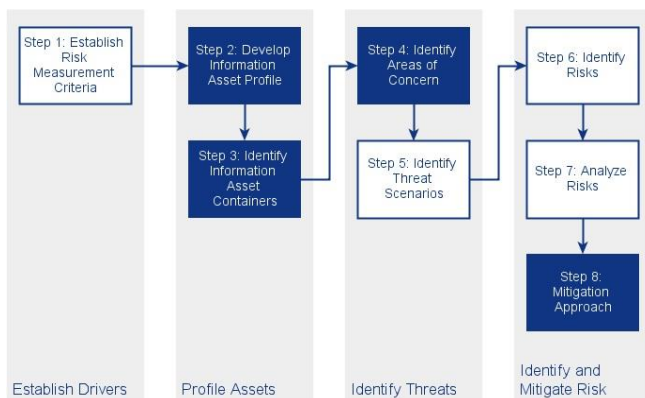 Step 1: Establish
Risk
Measurement
Criteria
Step 2: Develop
Information
Asset Profile
Step 3: Identify
Information
Asset
Containers
Step 4: Identify
Areas of
Concern
Step 5: Identify
Threat
Scenarios
Step 6: Identify
Risks
Step 7: Analyze
Risks
Step 8:
Mitigation
Approach
Establish Drivers
Profile Assets
Identify Threats
Identify and
Mitigate Risk